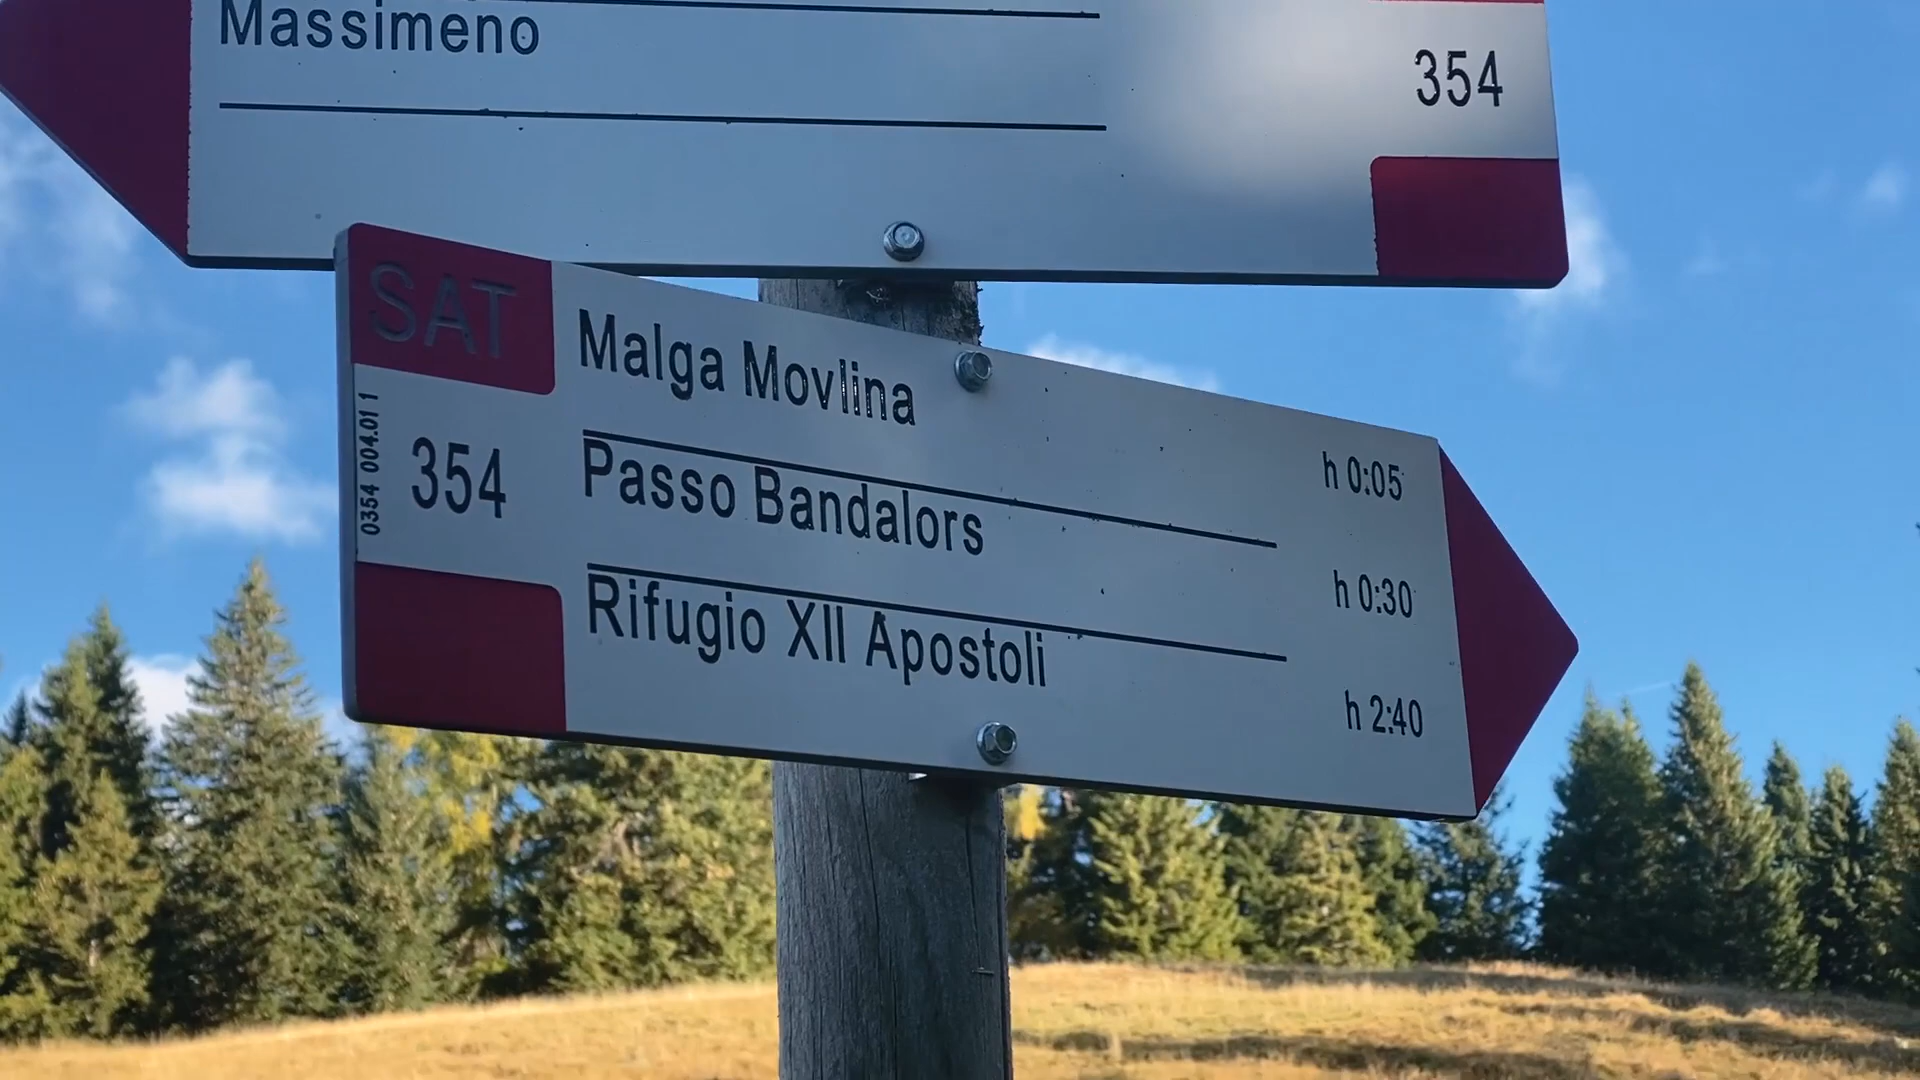 Massimeno
354
SAT
Malga Movlina h 0:05
354
0354 004.01 1
Passo Bandalors h 0:30
Rifugio XII Apostoli h 2:40